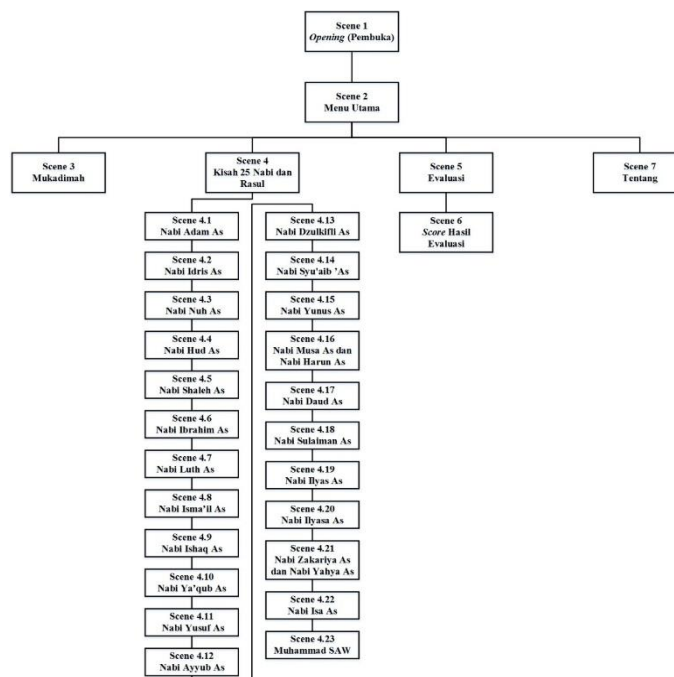 Scene 1
Opening (Pembuka)
Scene 2
Menu Utama
Scene 3
Mukadimah
Scene 4
Kisah 25 Nabi dan
Rasul
Scene 5
Evaluasi
Scene 7
Tentang
Scene 6
Score Hasil
Evaluasi
Scene 4.1
Nabi Adam As
Scene 4.2
Nabi Idris As
Scene 4.3
Nabi Nuh As
Scene 4.4
Nabi Hud As
Scene 4.5
Nabi Shaleh As
Scene 4.6
Nabi Ibrahim As
Scene 4.7
Nabi Luth As
Scene 4.8
Nabi Isma'il As
Scene 4.9
Nabi Ishaq As
Scene 4.10
Nabi Ya'qub As
Scene 4.11
Nabi Yusuf As
Scene 4.12
Nabi Ayyub As
Scene 4.13
Nabi Dzulkifli As
Scene 4.14
Nabi Syu'aib 'As
Scene 4.15
Nabi Yunus As
Scene 4.16
Nabi Musa As dan
Nabi Harun As
Scene 4.17
Nabi Daud As
Scene 4.18
Nabi Sulaiman As
Scene 4.19
Nabi Ilyas As
Scene 4.20
Nabi Ilyasa As
Scene 4.21
Nabi Zakariya As
dan Nabi Yahya As
Scene 4.22
Nabi Isa As
Scene 4.23
Muhammad SAW